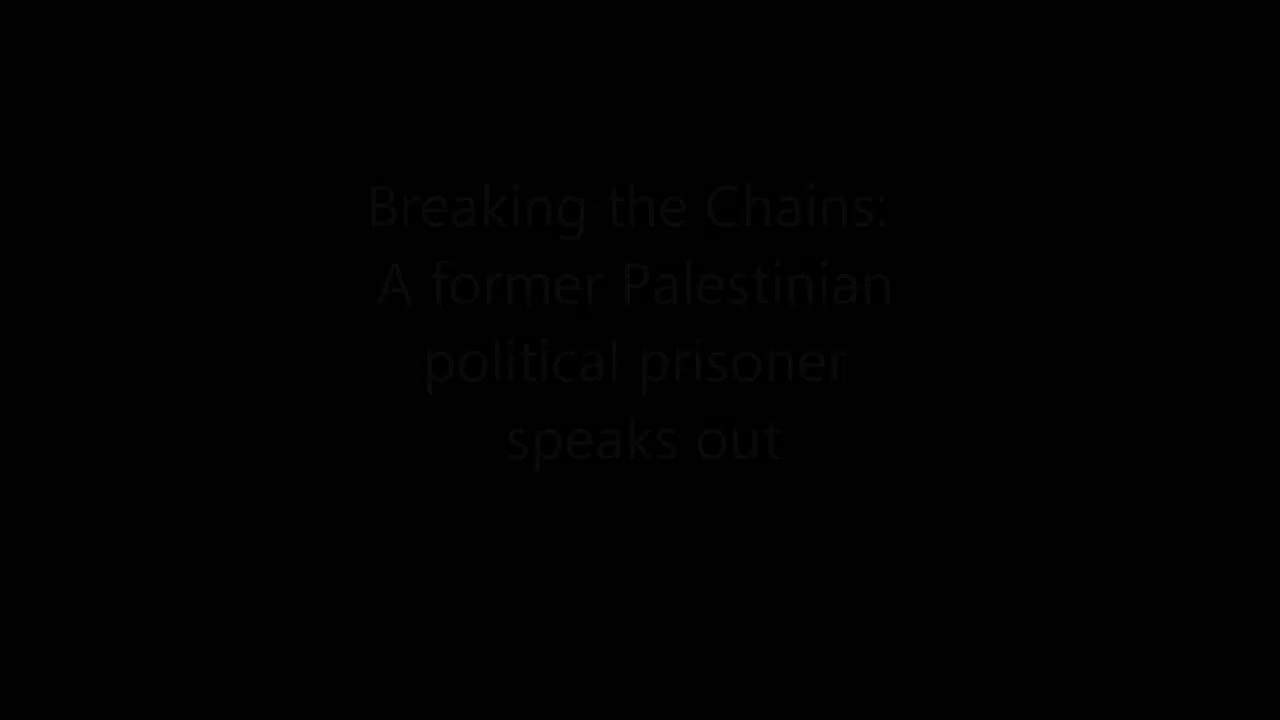 Breaking the Chains:
A former Palestinian
political prisoner
speaks out